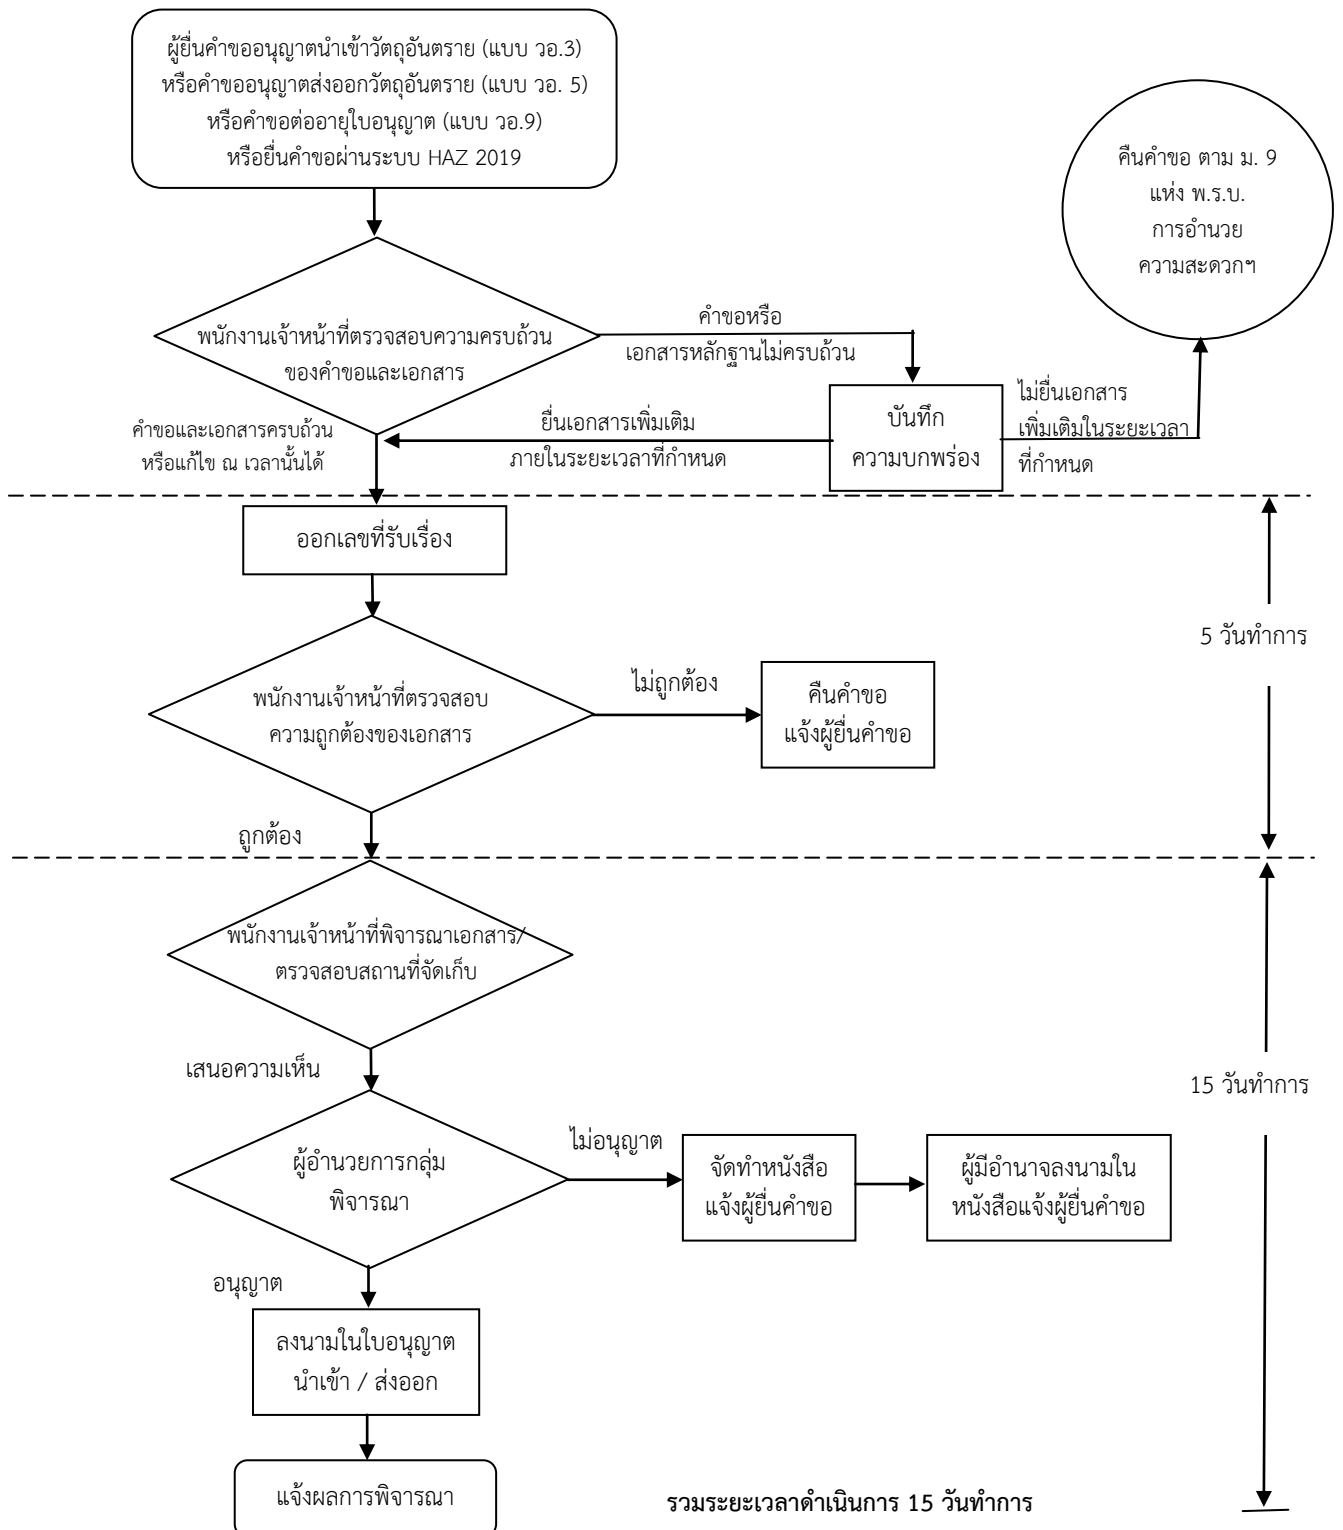 ผู้ยื่นคำขออนุญาตนำเข้าวัตถุอันตราย (แบบ วอ.3)
หรือคำขออนุญาตส่งออกวัตถุอันตราย (แบบ วอ. 5)
หรือคำขอต่ออายุใบอนุญาต (แบบ วอ.9)
หรือยื่นคำขอผ่านระบบ HAZ 2019
คืนคำขอ ตาม ม. 9
แห่ง พ.ร.บ.
การอำนวย
ความสะดวกฯ
พนักงานเจ้าหน้าที่ตรวจสอบความครบถ้วน
ของคำขอและเอกสาร
คำขอหรือ
เอกสารหลักฐานไม่ครบถ้วน
บันทึก
ความบกพร่อง
ไม่ยื่นเอกสาร
เพิ่มเติมในระยะเวลา
ที่กำหนด
ยื่นเอกสารเพิ่มเติม
ภายในระยะเวลาที่กำหนด
คำขอและเอกสารครบถ้วน
หรือแก้ไข ณ เวลานั้นได้
ออกเลขที่รับเรื่อง
5 วันทำการ
พนักงานเจ้าหน้าที่ตรวจสอบ
ความถูกต้องของเอกสาร
ไม่ถูกต้อง
คืนคำขอ
แจ้งผู้ยื่นคำขอ
ถูกต้อง
พนักงานเจ้าหน้าที่พิจารณาเอกสาร/
ตรวจสอบสถานที่จัดเก็บ
เสนอความเห็น
15 วันทำการ
ผู้อำนวยการกลุ่ม
พิจารณา
ไม่อนุญาต
จัดทำหนังสือ
แจ้งผู้ยื่นคำขอ
ผู้มีอำนาจลงนามใน
หนังสือแจ้งผู้ยื่นคำขอ
อนุญาต
ลงนามในใบอนุญาต
นำเข้า / ส่งออก
แจ้งผลการพิจารณา
รวมระยะเวลาดำเนินการ 15 วันทำการ